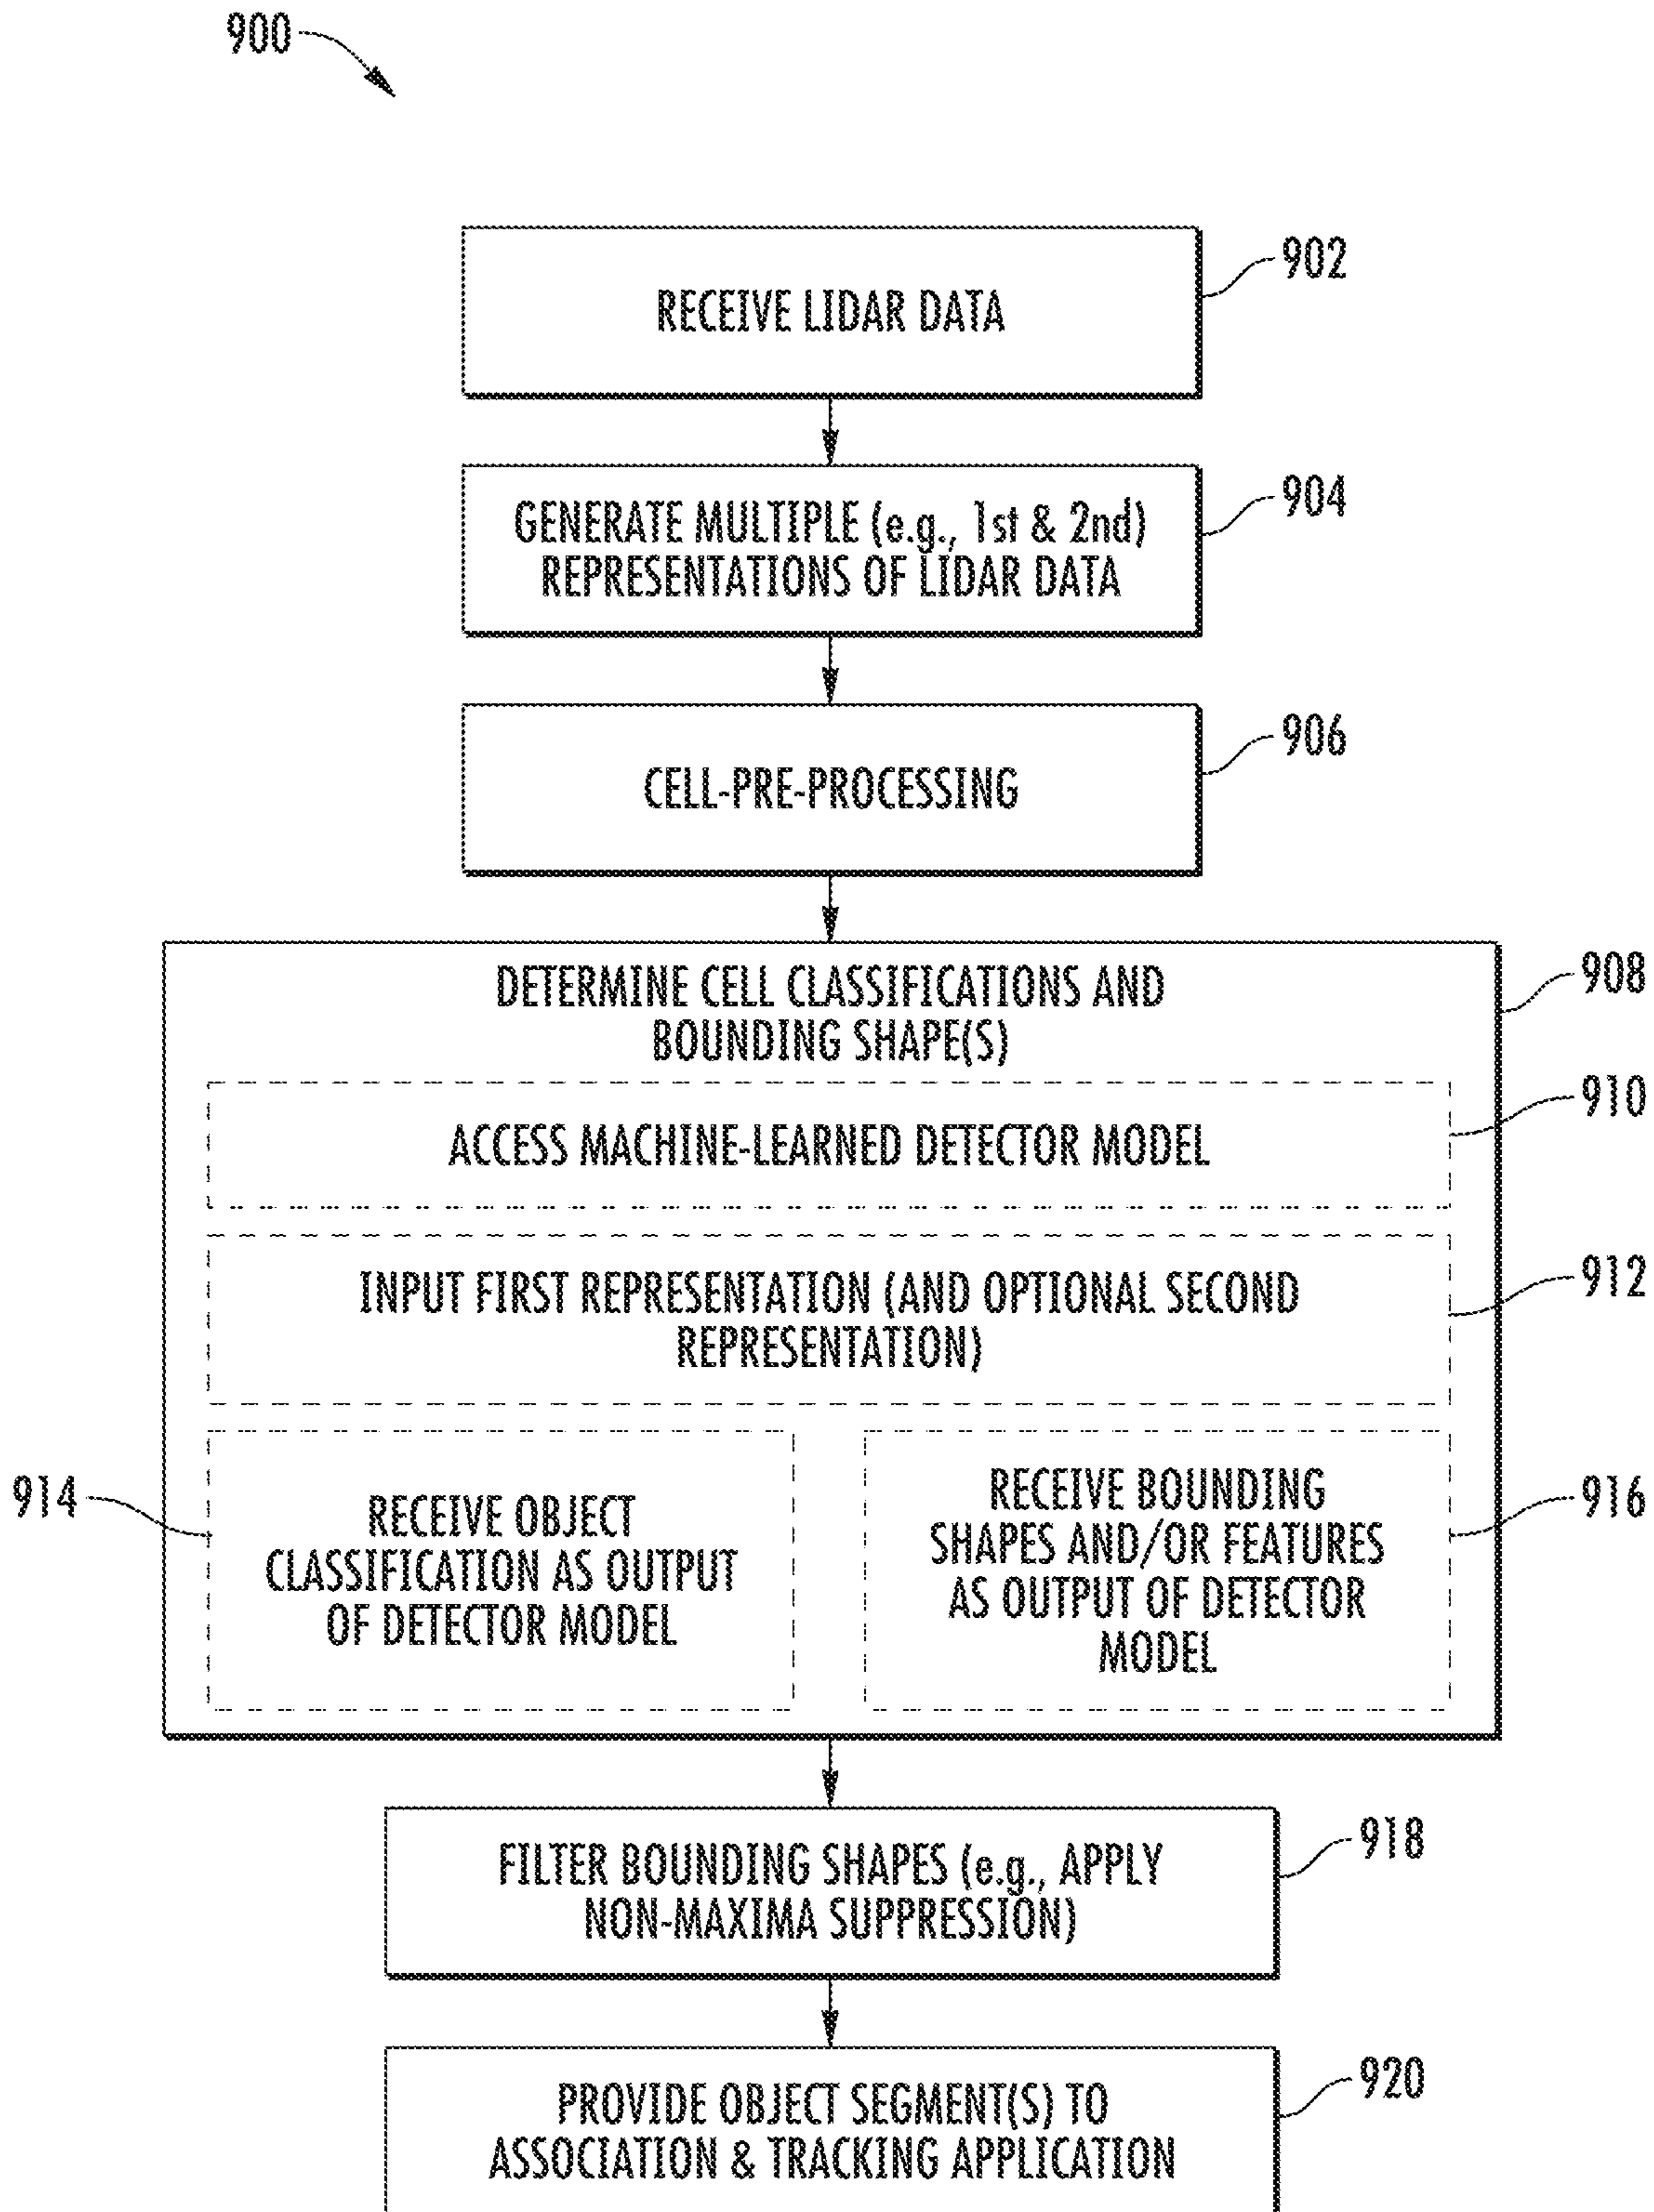 900
RECEIVE LIDAR DATA
902
GENERATE MULTIPLE (e.g., 1st & 2nd)
REPRESENTATIONS OF LIDAR DATA
904
CELL-PRE-PROCESSING
906
DETERMINE CELL CLASSIFICATIONS AND
BOUNDING SHAPE(S)
908
ACCESS MACHINE-LEARNED DETECTOR MODEL
910
INPUT FIRST REPRESENTATION (AND OPTIONAL SECOND
REPRESENTATION)
912
914
RECEIVE OBJECT
CLASSIFICATION AS OUTPUT
OF DETECTOR MODEL
RECEIVE BOUNDING
SHAPES AND/OR FEATURES
AS OUTPUT OF DETECTOR
MODEL
916
FILTER BOUNDING SHAPES (e.g., APPLY
NON-MAXIMA SUPPRESSION)
918
PROVIDE OBJECT SEGMENT(S) TO
ASSOCIATION & TRACKING APPLICATION
920